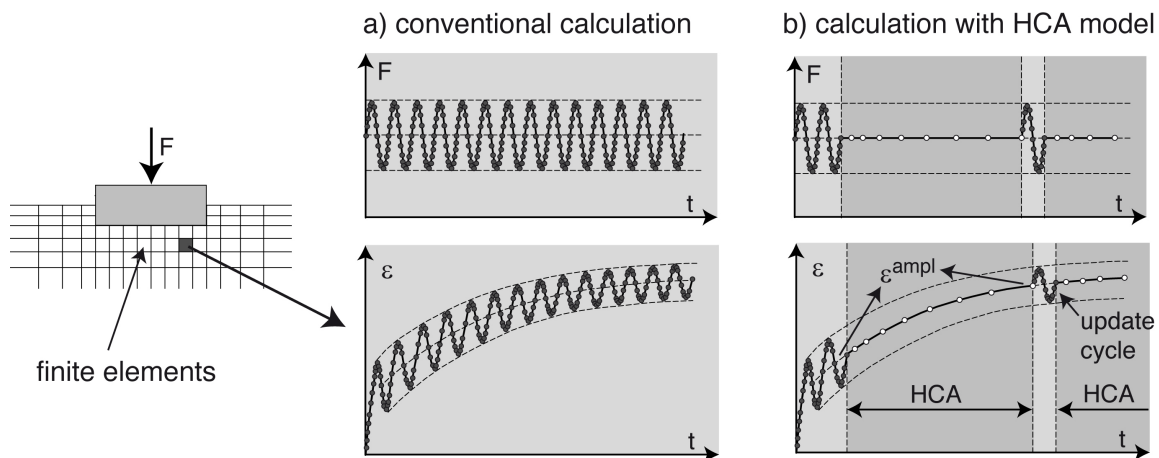 a) conventional calculation
b) calculation with HCA model
F
F
F
t
t
finite elements
ε
t
ε
ε^ampl
update
cycle
HCA
HCA
t